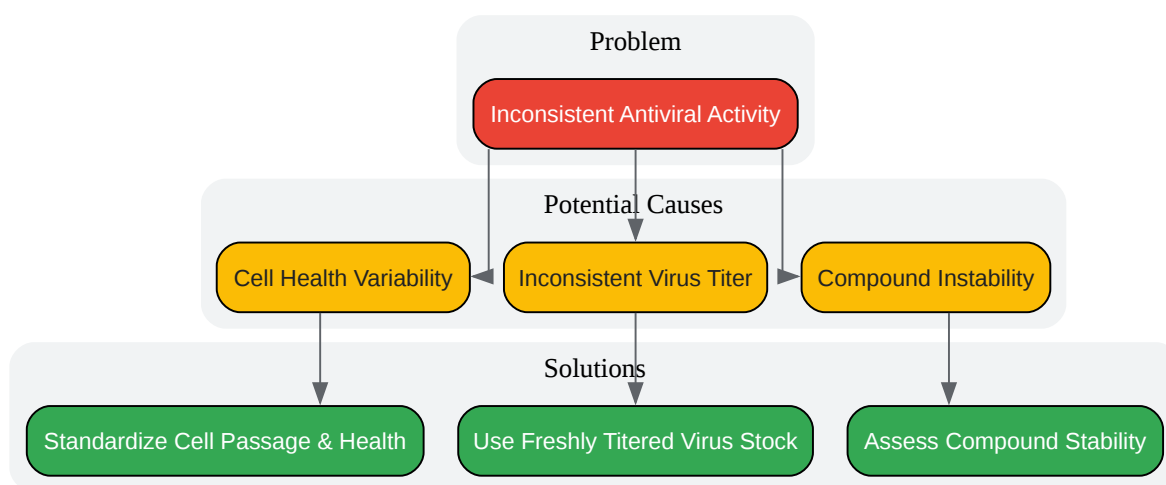 Problem
Inconsistent Antiviral Activity
Potential Causes
Cell Health Variability
Inconsistent Virus Titer
Compound Instability
Solutions
Standardize Cell Passage & Health
Use Freshly Titered Virus Stock
Assess Compound Stability